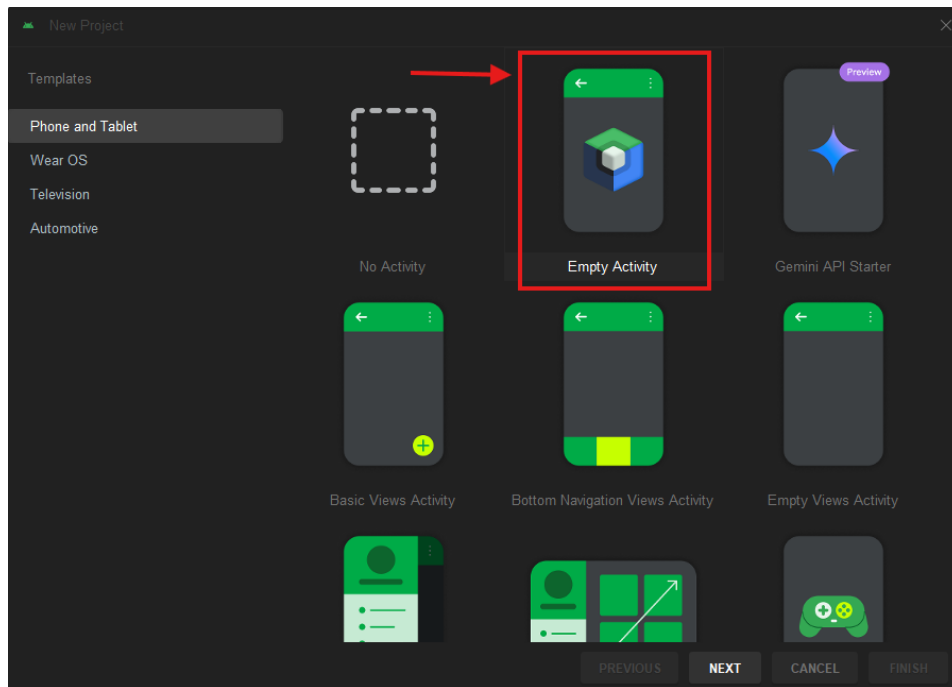 New Project
Templates
Phone and Tablet
Wear OS
Television
Automotive
Preview
No Activity
Empty Activity
Gemini API Starter
Basic Views Activity
Bottom Navigation Views Activity
Empty Views Activity
PREVIOUS
NEXT
CANCEL
FINISH